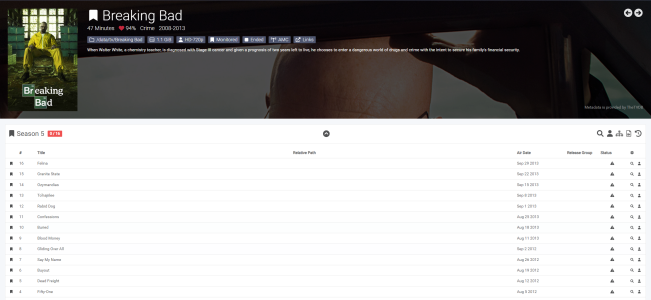 Breaking Bad
47 Minutes 94% Crime 2008-2013
/data/tv/Breaking Bad HD-720p Monitored Ended AMC Links
When Walter White, a chemistry teacher, is diagnosed with Stage III cancer and given a prognosis of two years left to live, he chooses to enter a dangerous world of drugs and crime with the intent to secure his family's financial security.
Breaking
Bad
Metadata is provided by TheTVDB
Season 5
# Title Relative Path Air Date Release Group Status
16 Felina Sep 29 2013
15 Granite State Sep 22 2013
14 Ozymandias Sep 15 2013
13 To'hajiilee Sep 8 2013
12 Rabid Dog Sep 1 2013
11 Confessions Aug 25 2013
10 Buried Aug 18 2013
9 Blood Money Aug 11 2013
8 Gliding Over All Sep 2 2012
7 Say My Name Aug 26 2012
6 Buyout Aug 19 2012
5 Dead Freight Aug 12 2012
4 Fifty-One Aug 5 2012